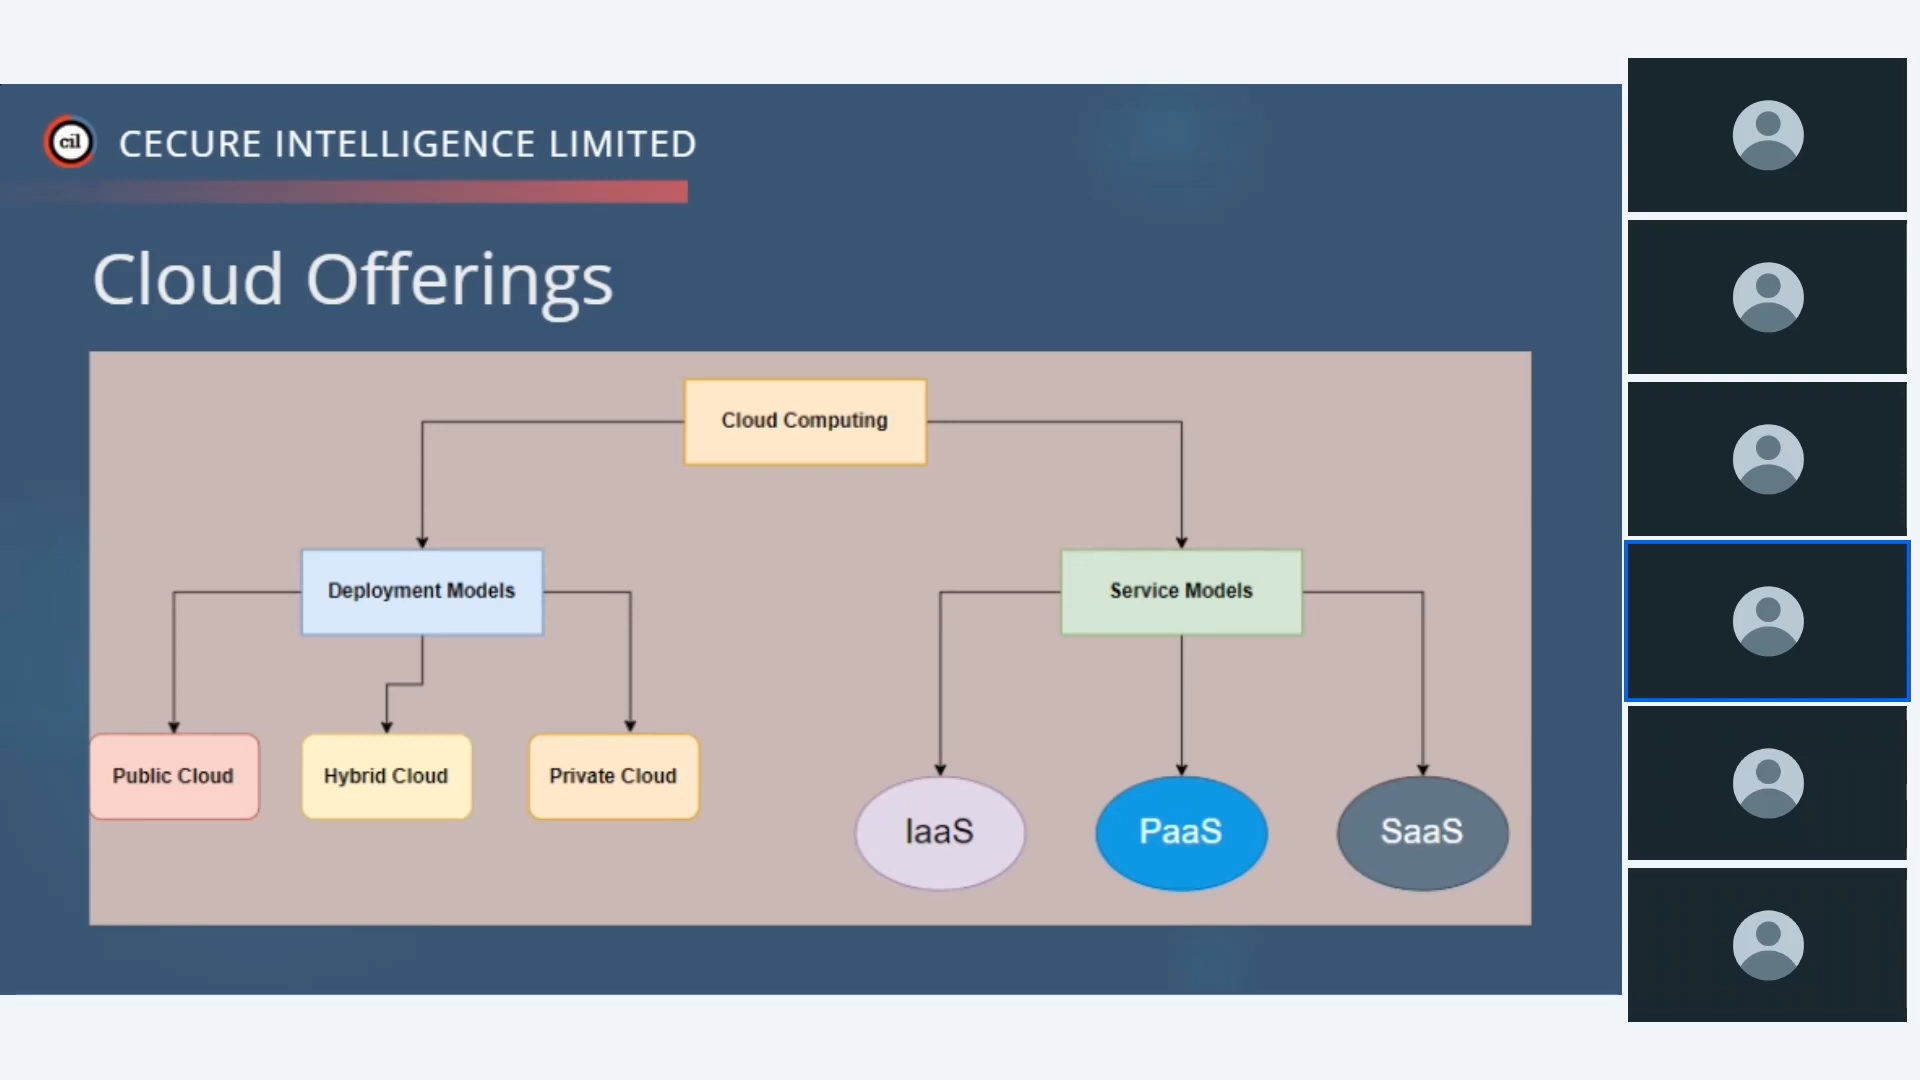 cil
CECURE INTELLIGENCE LIMITED
Cloud Offerings
Cloud Computing
Deployment Models
Service Models
Public Cloud
Hybrid Cloud
Private Cloud
IaaS
PaaS
SaaS